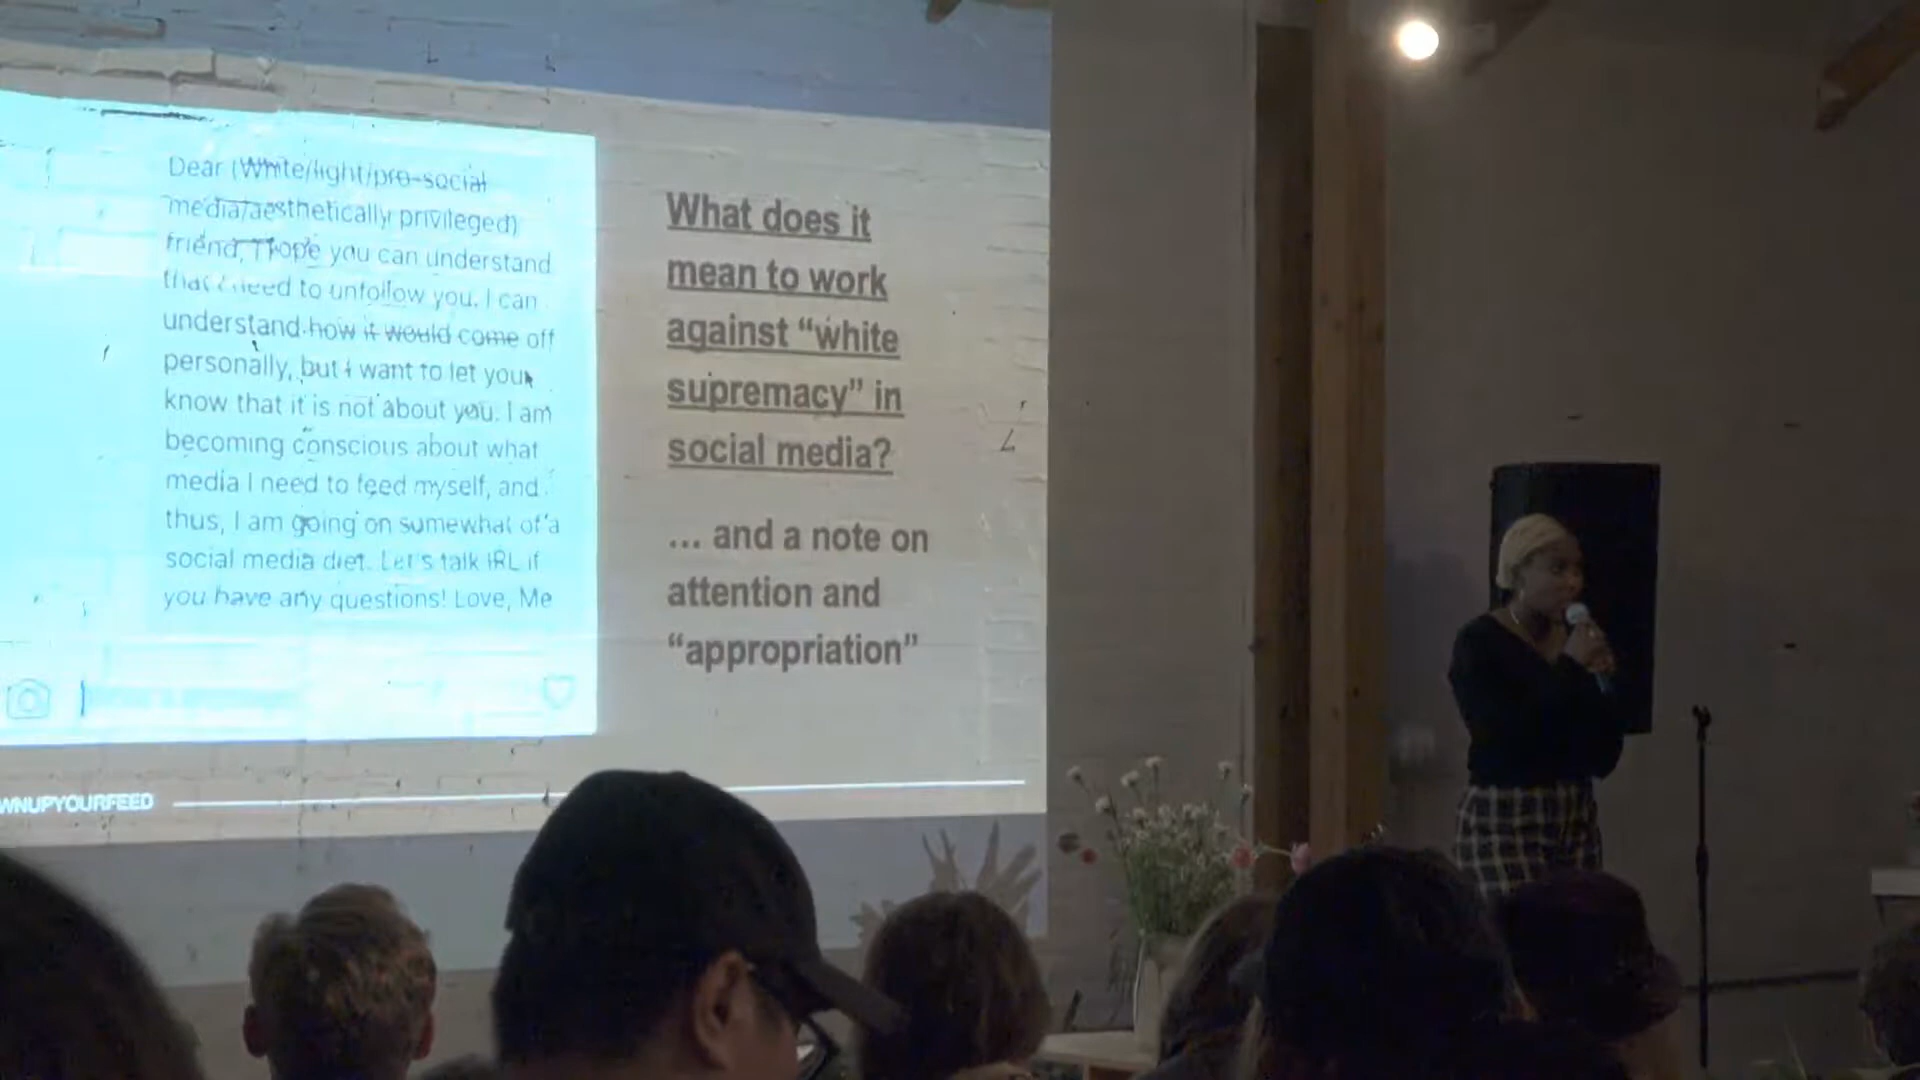 Dear (White/light/pro-social
media/aesthetically privileged)
friend, I hope you can understand
that I need to unfollow you. I can
understand how it would come off
personally, but I want to let you
know that it is not about you. I am
becoming conscious about what
media I need to feed myself, and
thus, I am going on somewhat of a
social media diet. Let's talk IRL if
you have any questions! Love, Me
What does it
mean to work
against “white
supremacy” in
social media?
... and a note on
attention and
“appropriation”
WNUPYOURFEED